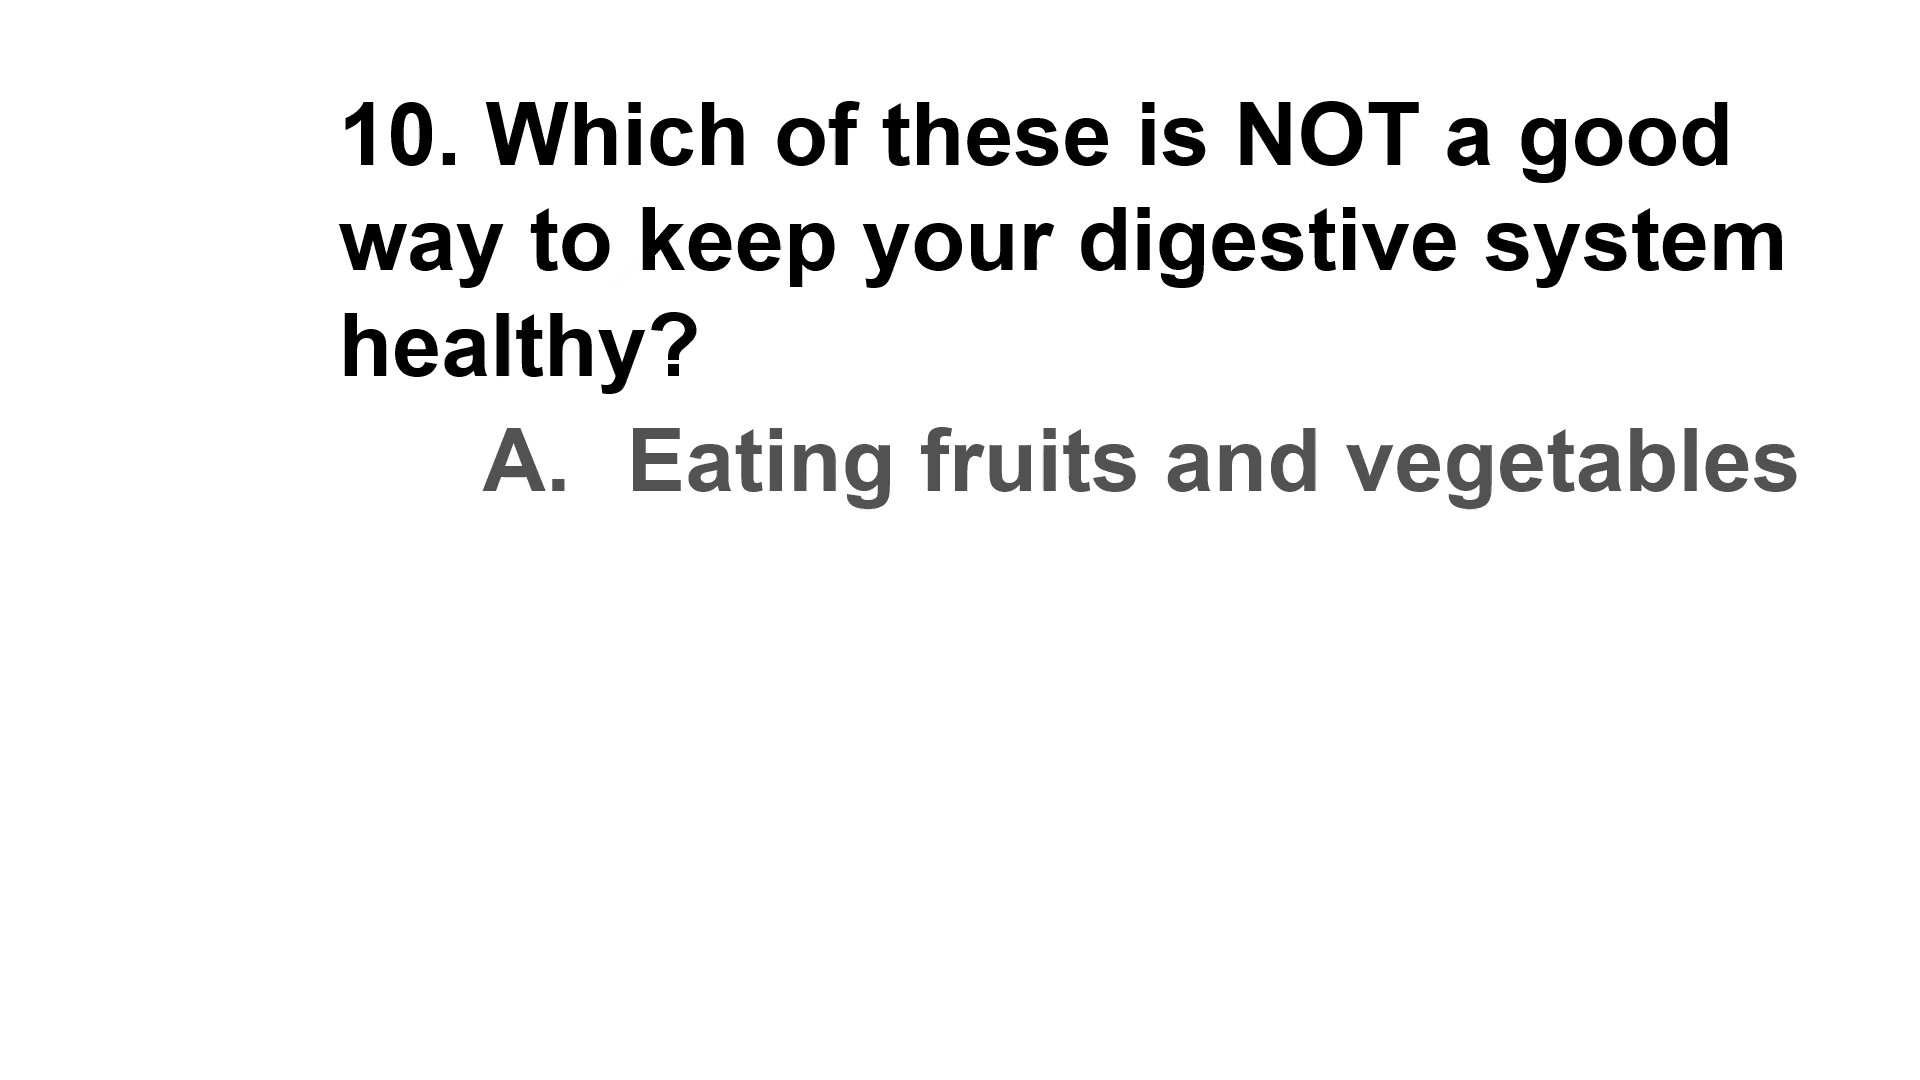 10. Which of these is NOT a good
way to keep your digestive system
healthy?
A. Eating fruits and vegetables